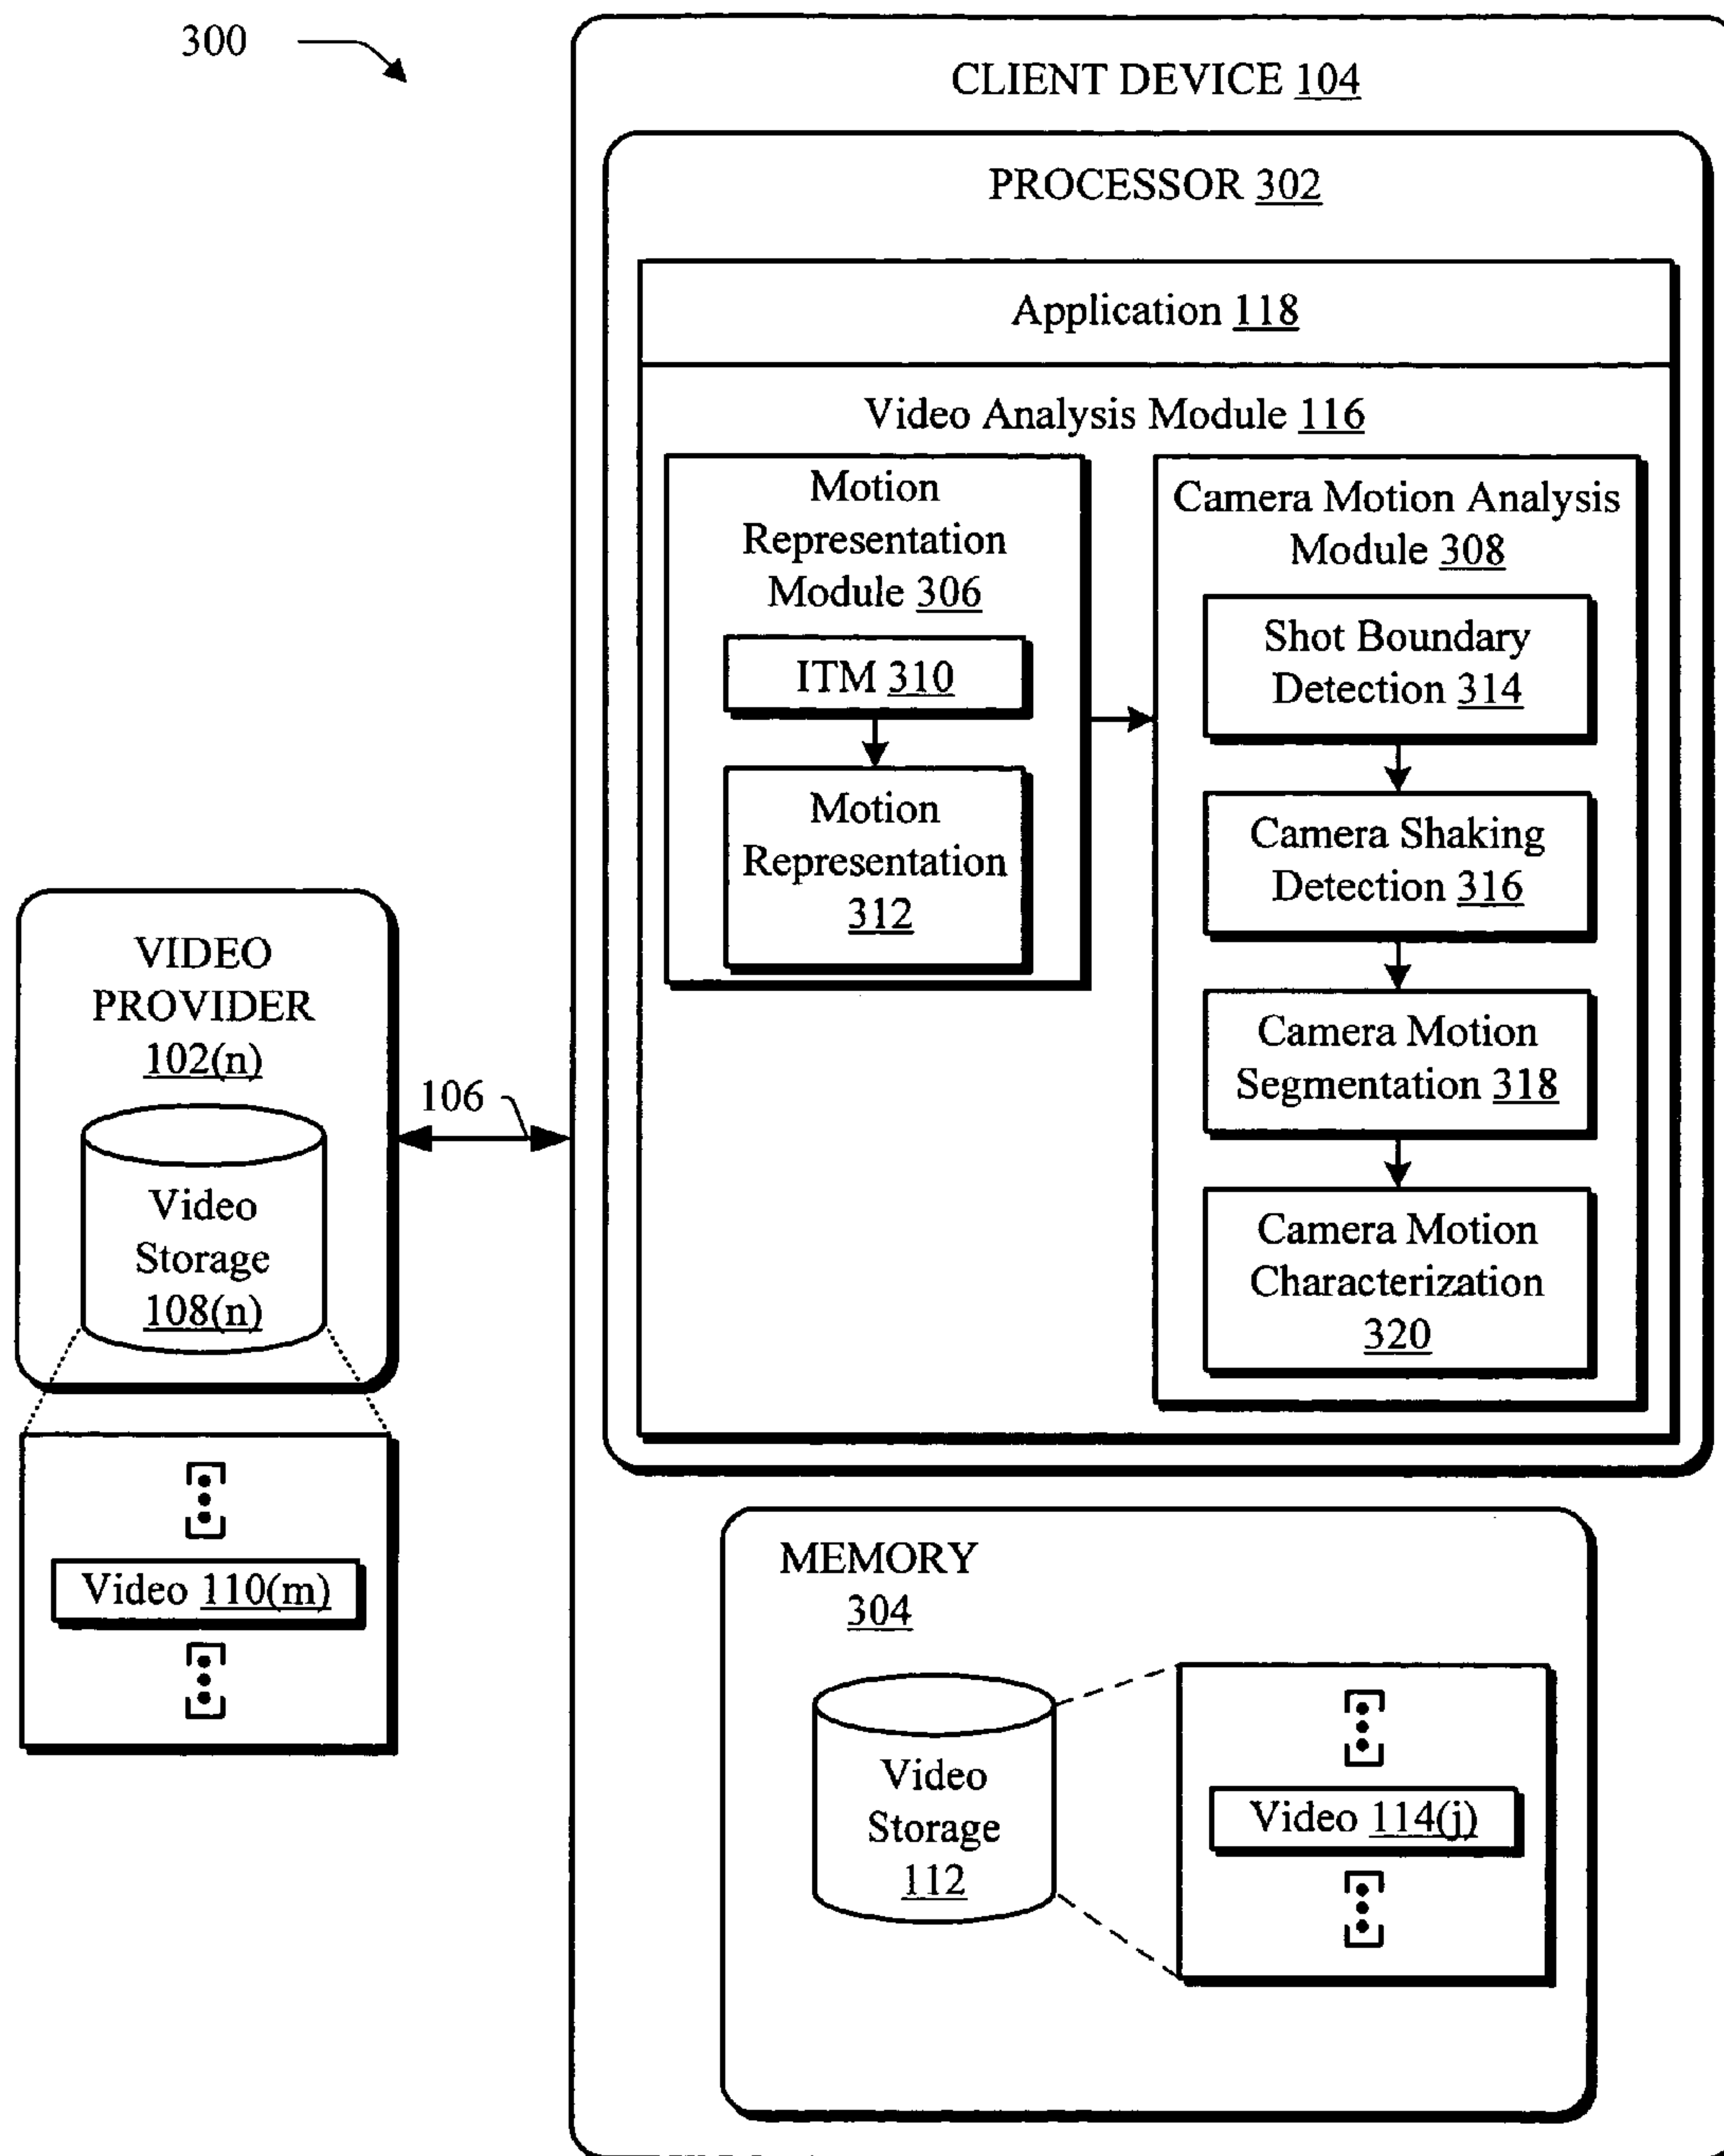 300
CLIENT DEVICE 104
PROCESSOR 302
Application 118
Video Analysis Module 116
Motion
Representation
Module 306
ITM 310
Motion
Representation
312
Camera Motion Analysis
Module 308
Shot Boundary
Detection 314
Camera Shaking
Detection 316
Camera Motion
Segmentation 318
Camera Motion
Characterization
320
VIDEO
PROVIDER
102(n)
106
Video
Storage
108(n)
Video 110(m)
MEMORY
304
Video
Storage
112
Video 114(j)